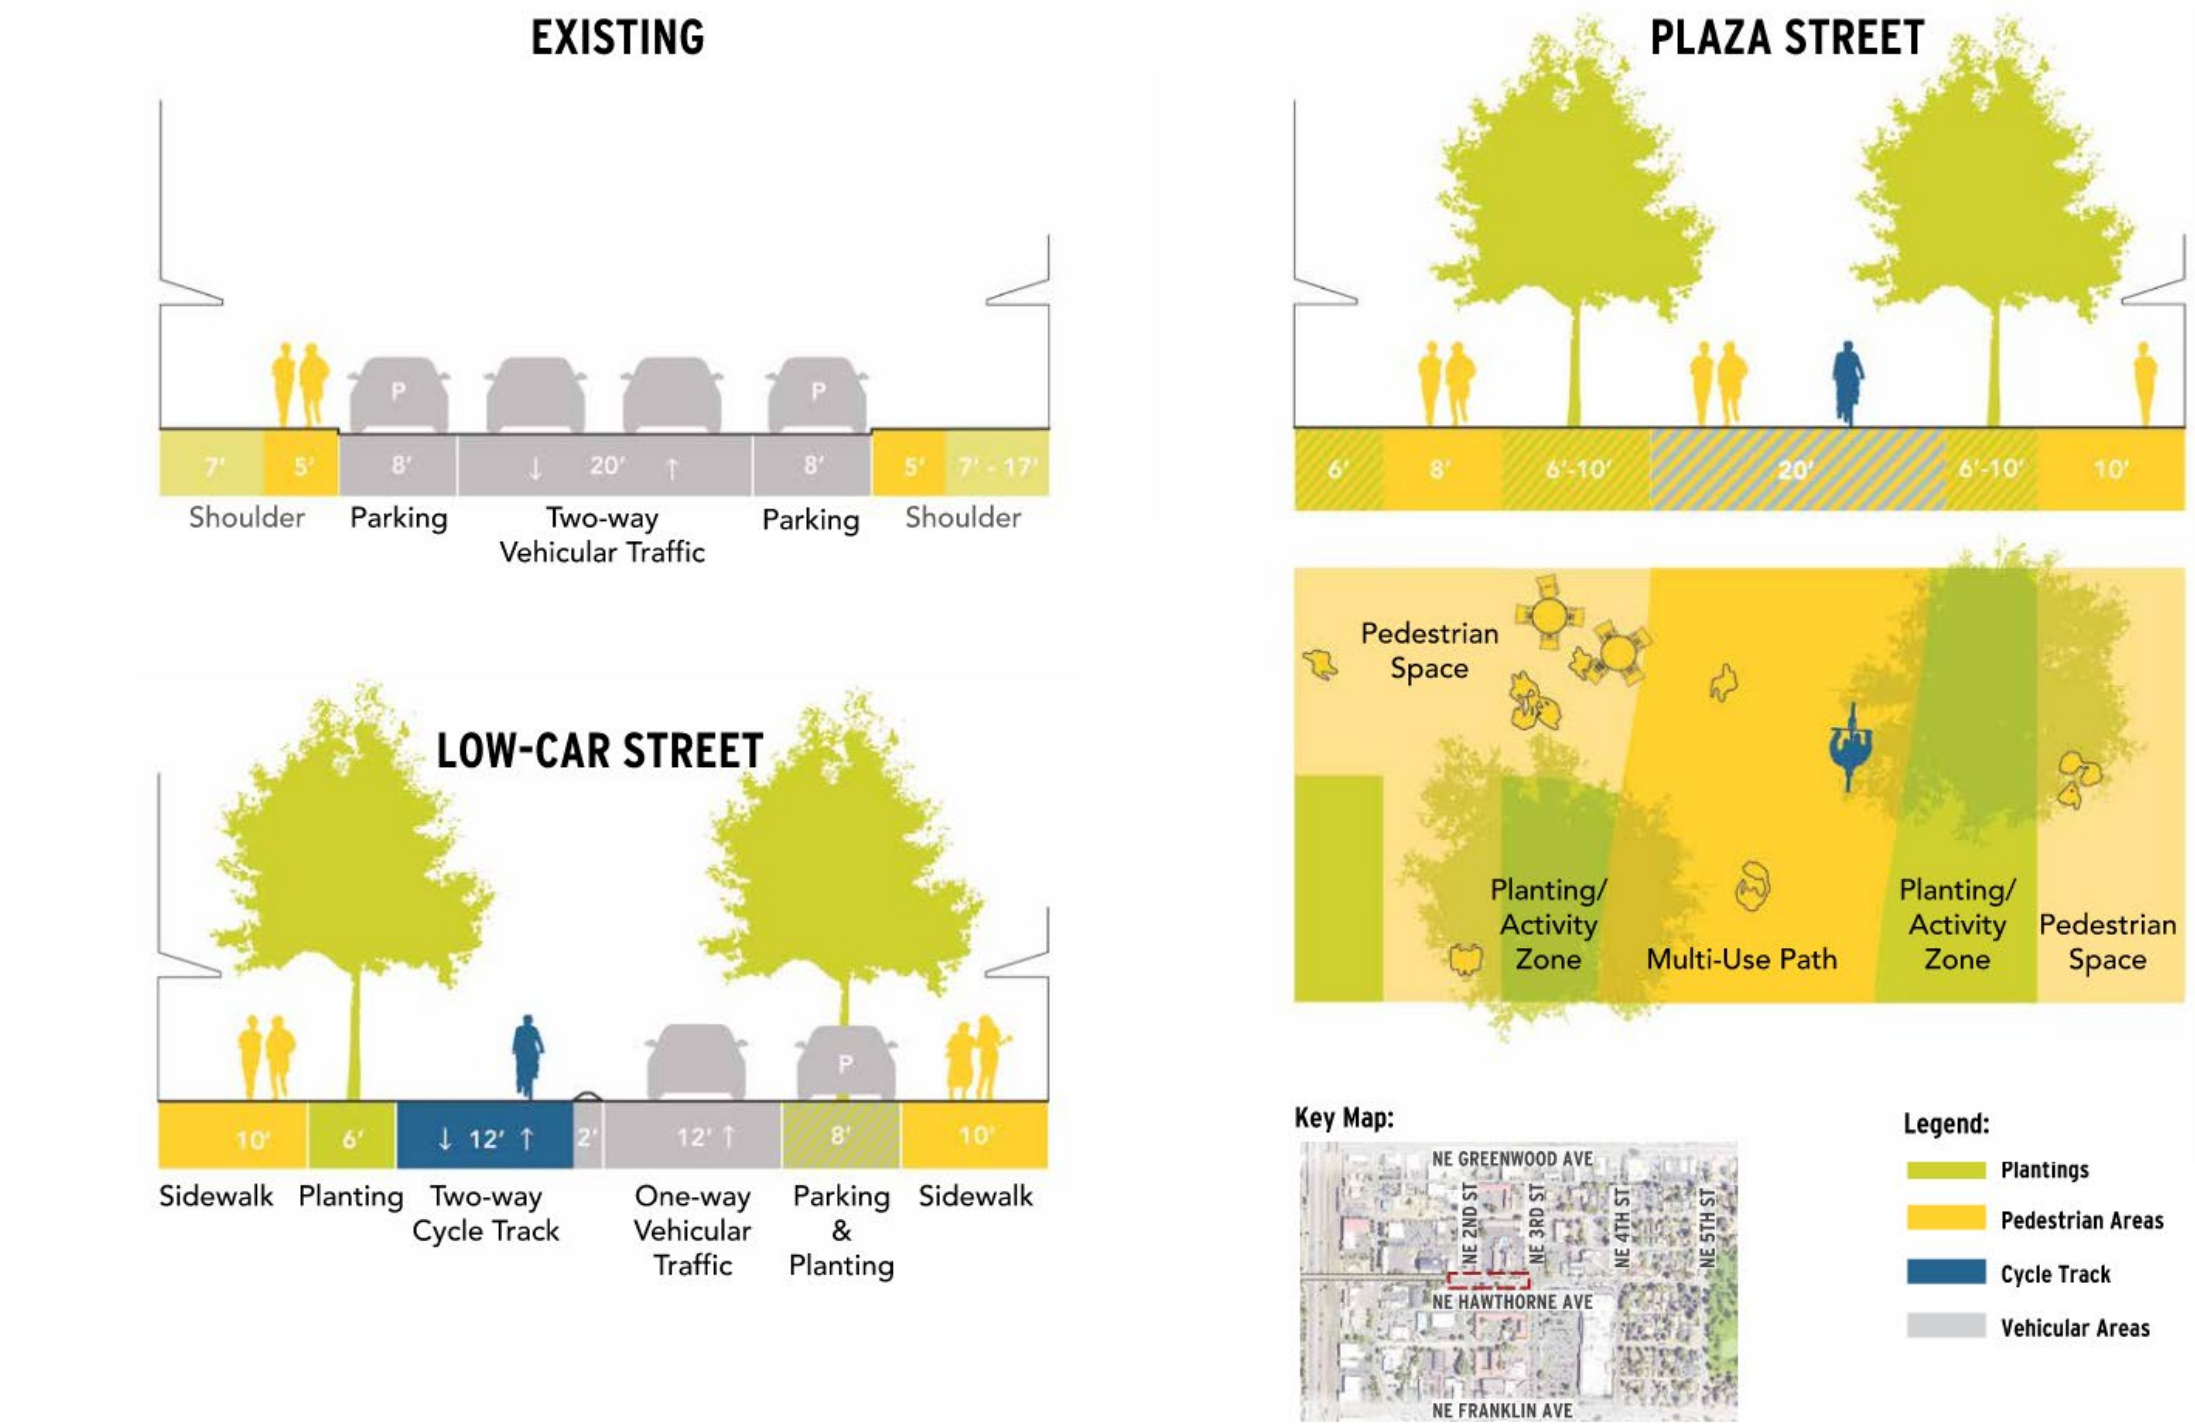 EXISTING
P
P
7'
5'
8'
↓ 20' ↑
8'
5'
7' - 17'
Shoulder
Parking
Two-way
Vehicular Traffic
Parking
Shoulder
LOW-CAR STREET
P
10'
6'
↓ 12' ↑
2'
12' ↑
8'
10'
Sidewalk
Planting
Two-way
Cycle Track
One-way
Vehicular
Traffic
Parking
&
Planting
Sidewalk
PLAZA STREET
6'
8'
6'-10'
20'
6'-10'
10'
Pedestrian
Space
Planting/
Activity
Zone
Multi-Use Path
Planting/
Activity
Zone
Pedestrian
Space
Key Map:
NE GREENWOOD AVE
NE 2ND ST
NE 3RD ST
NE 4TH ST
NE 5TH ST
NE HAWTHORNE AVE
NE FRANKLIN AVE
Legend:
Plantings
Pedestrian Areas
Cycle Track
Vehicular Areas